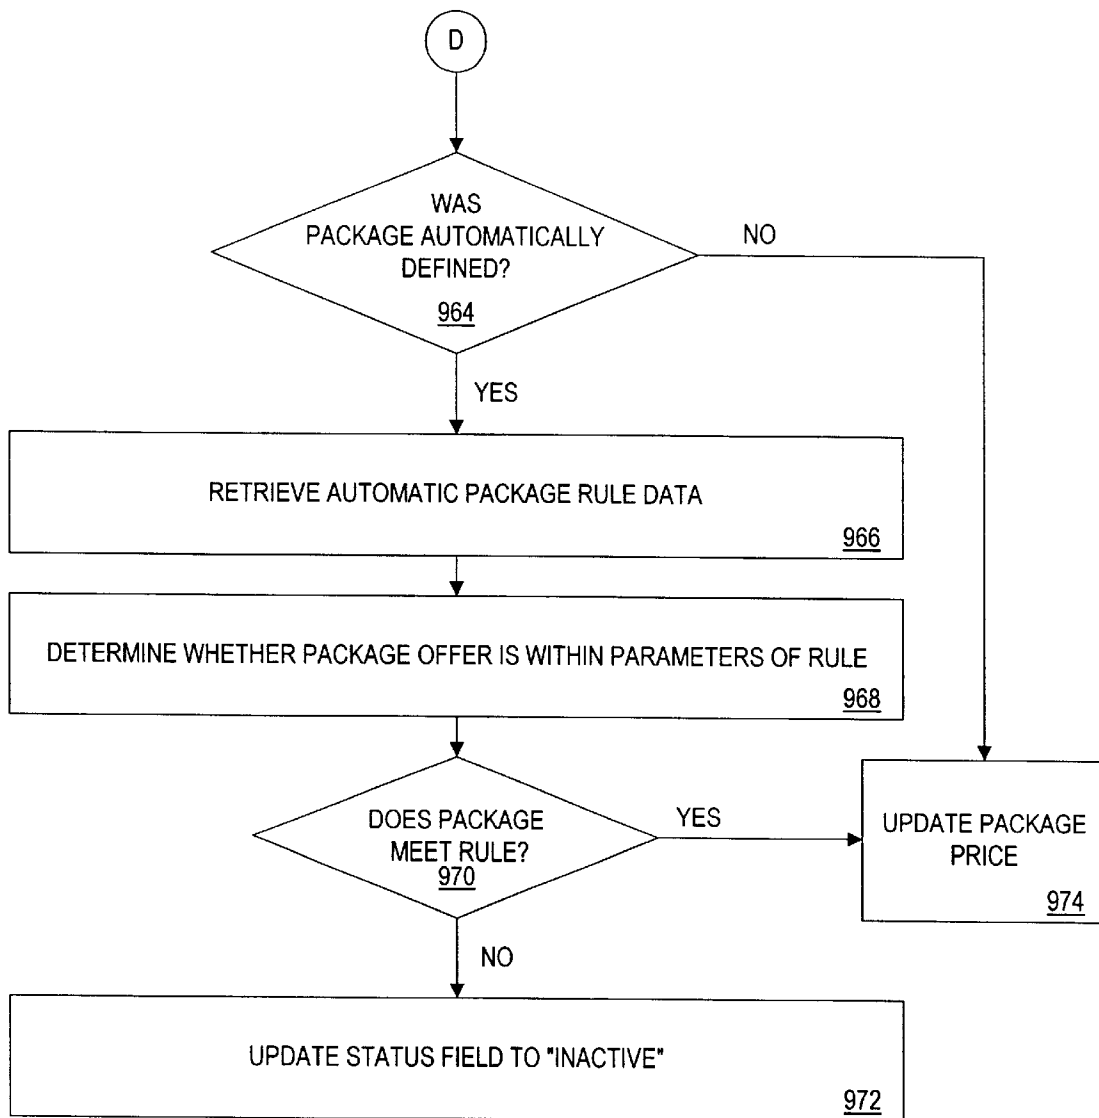 D
WAS
PACKAGE AUTOMATICALLY
DEFINED?
964
NO
YES
RETRIEVE AUTOMATIC PACKAGE RULE DATA
966
DETERMINE WHETHER PACKAGE OFFER IS WITHIN PARAMETERS OF RULE
968
DOES PACKAGE
MEET RULE?
970
YES
UPDATE PACKAGE
PRICE
974
NO
UPDATE STATUS FIELD TO "INACTIVE"
972